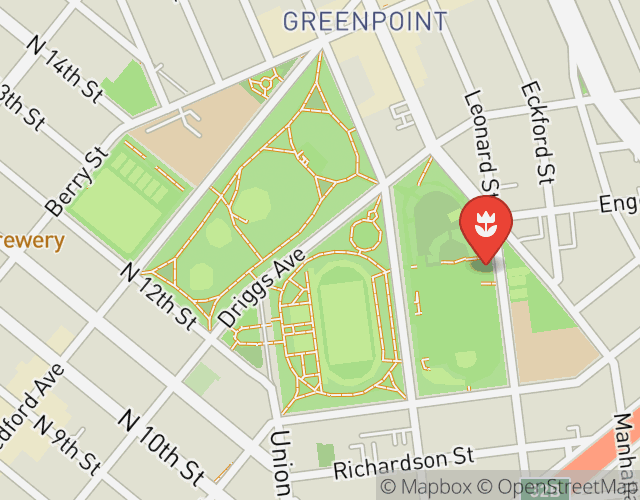 GREENPOINT
N 14th St
3th St
Berry St
rewery
N 12th St
Driggs Ave
Leonard St
Eckford St
Eng
edford Ave
N 9th St
N 10th St
Union
Richardson St
Manha
© Mapbox © OpenStreetMap